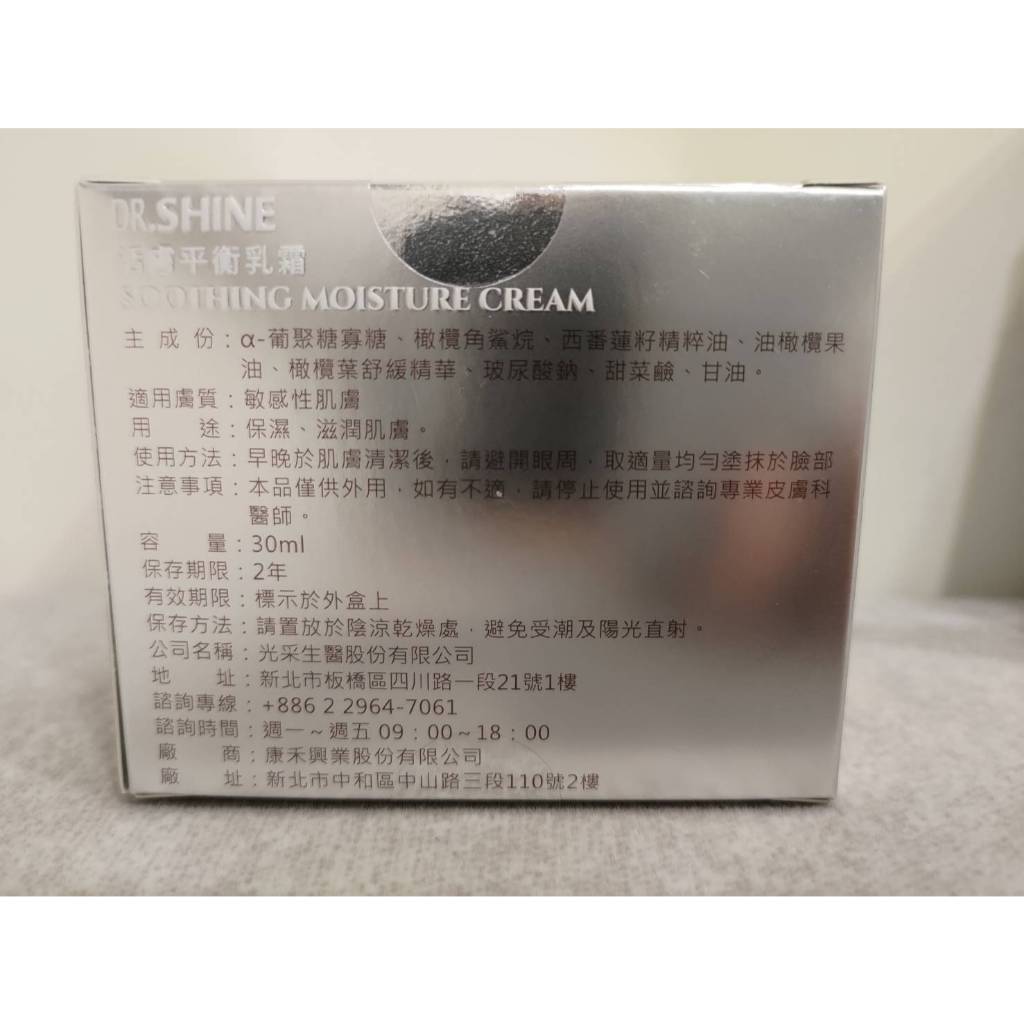 DR.SHINE
平衡乳霜
SOOTHING MOISTURE CREAM
主成份：α-葡聚糖寡糖、橄欖角鯊烷、西番蓮籽精粹油、油橄欖果
油、橄欖葉舒緩精華、玻尿酸鈉、甜菜鹼、甘油。
適用膚質：敏感性肌膚
用途：保濕、滋潤肌膚。
使用方法：早晚於肌膚清潔後，請避開眼周，取適量均勻塗抹於臉部
注意事項：本品僅供外用，如有不適，請停止使用並諮詢專業皮膚科
醫師。
容量：30ml
保存期限：2年
有效期限：標示於外盒上
保存方法：請置放於陰涼乾燥處，避免受潮及陽光直射。
公司名稱：光采生醫股份有限公司
地址：新北市板橋區四川路一段21號1樓
諮詢專線：+886 2 2964-7061
諮詢時間：週一～週五 09：00～18：00
廠商：康禾興業股份有限公司
廠址：新北市中和區中山路三段110號2樓